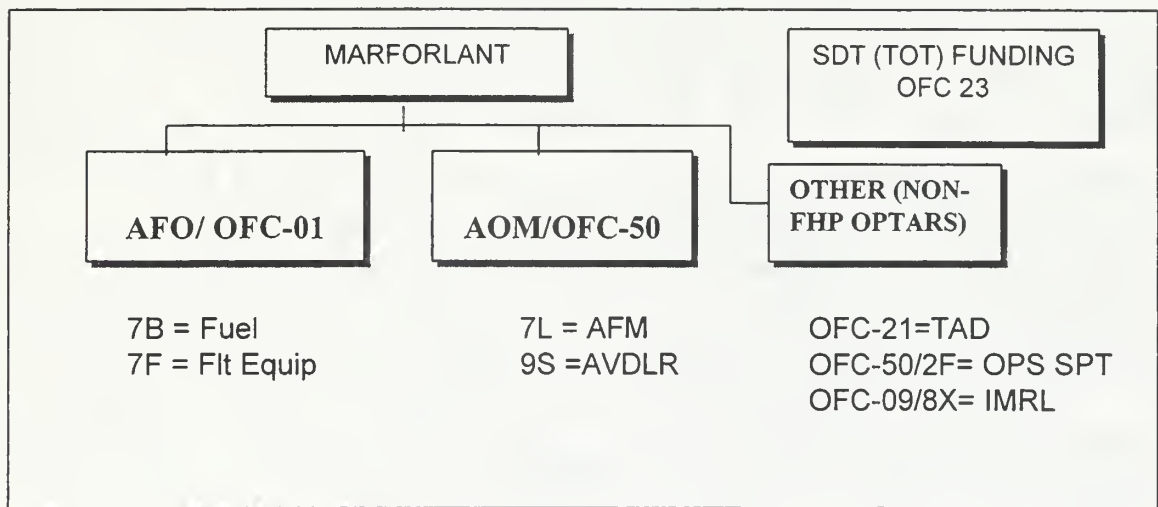 MARFORLANT
SDT (TOT) FUNDING
OFC 23
AFO/ OFC-01
AOM/OFC-50
OTHER (NON-
FHP OPTARS)
7B = Fuel
7F = Flt Equip
7L = AFM
9S =AVDLR
OFC-21=TAD
OFC-50/2F= OPS SPT
OFC-09/8X= IMRL